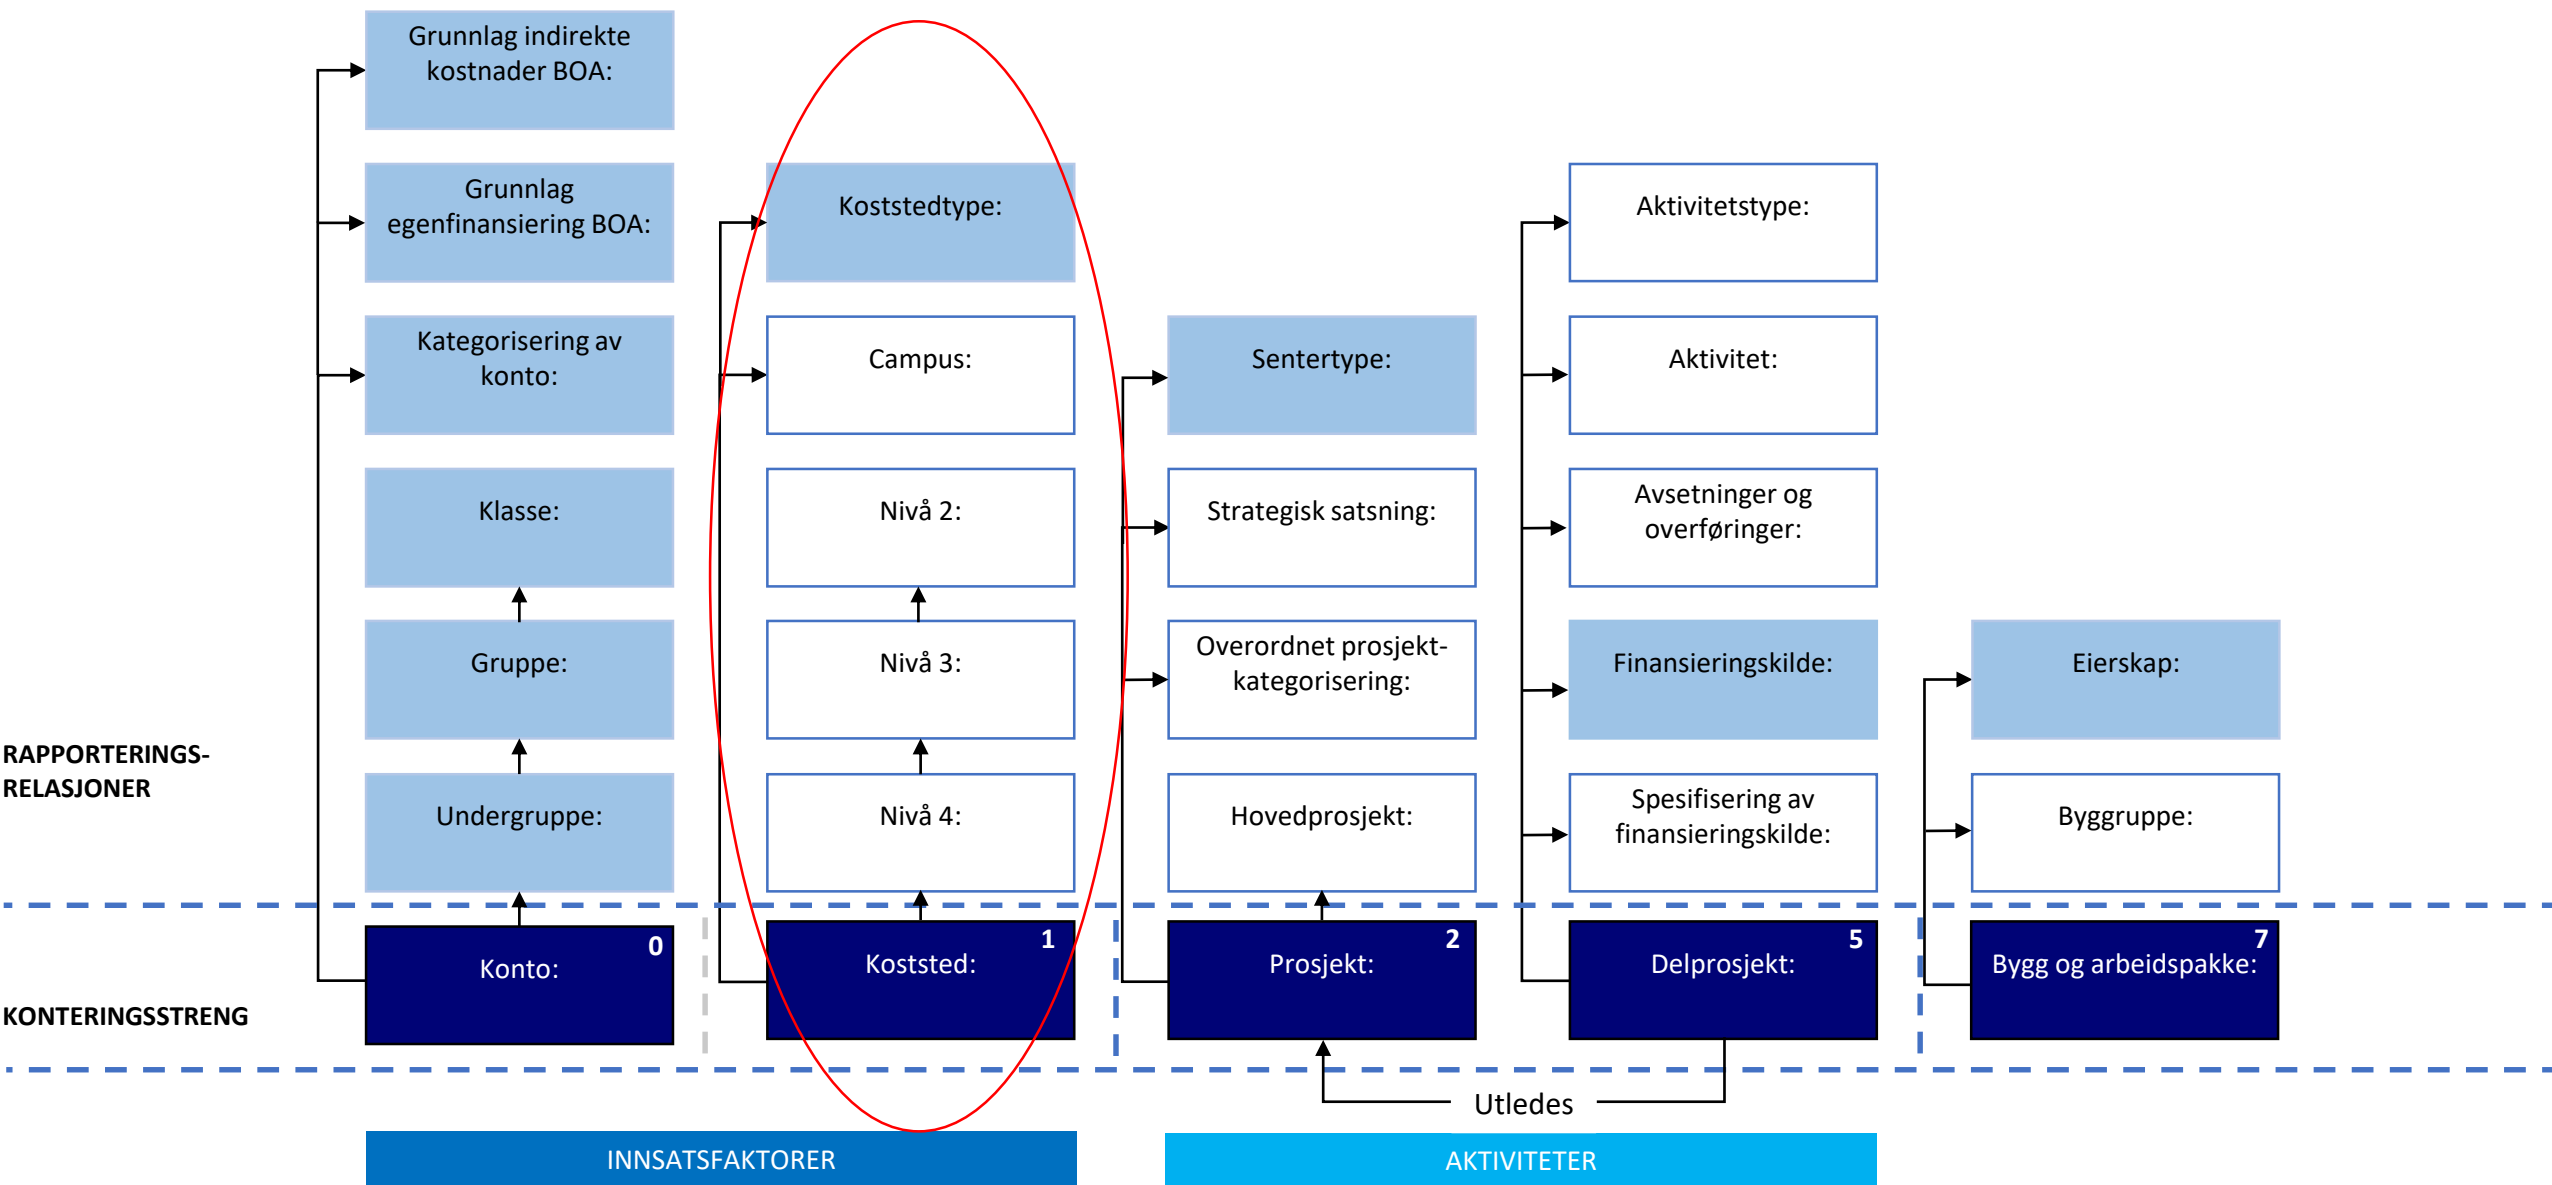 Grunnlag indirekte
kostnader BOA:
Grunnlag
egenfinansiering BOA:
Koststedtype:
Aktivitetstype:
Kategorisering av
konto:
Campus:
Sentertype:
Aktivitet:
Klasse:
Nivå 2:
Strategisk satsning:
Avsetninger og
overføringer:
Gruppe:
Nivå 3:
Overordnet prosjekt-
kategorisering:
Finansieringskilde:
Eierskap:
RAPPORTERINGS-
RELASJONER
Undergruppe:
Nivå 4:
Hovedprosjekt:
Spesifisering av
finansieringskilde:
Byggruppe:
KONTERINGSSTRENG
0
Konto:
1
Koststed:
2
Prosjekt:
5
Delprosjekt:
7
Bygg og arbeidspakke:
Utledes
INNSATSFAKTORER
AKTIVITETER